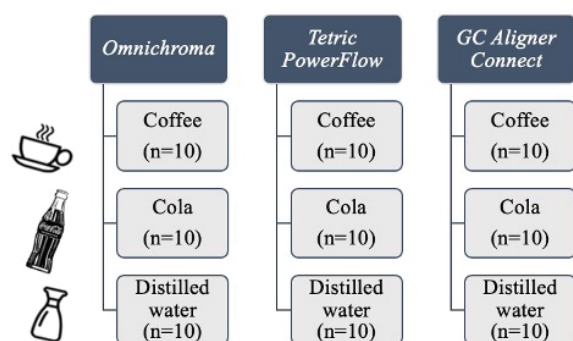 Omnichroma
Tetric
PowerFlow
GC Aligner
Connect
Coffee
(n=10)
Coffee
(n=10)
Coffee
(n=10)
Cola
(n=10)
Cola
(n=10)
Cola
(n=10)
Distilled
water
(n=10)
Distilled
water
(n=10)
Distilled
water
(n=10)